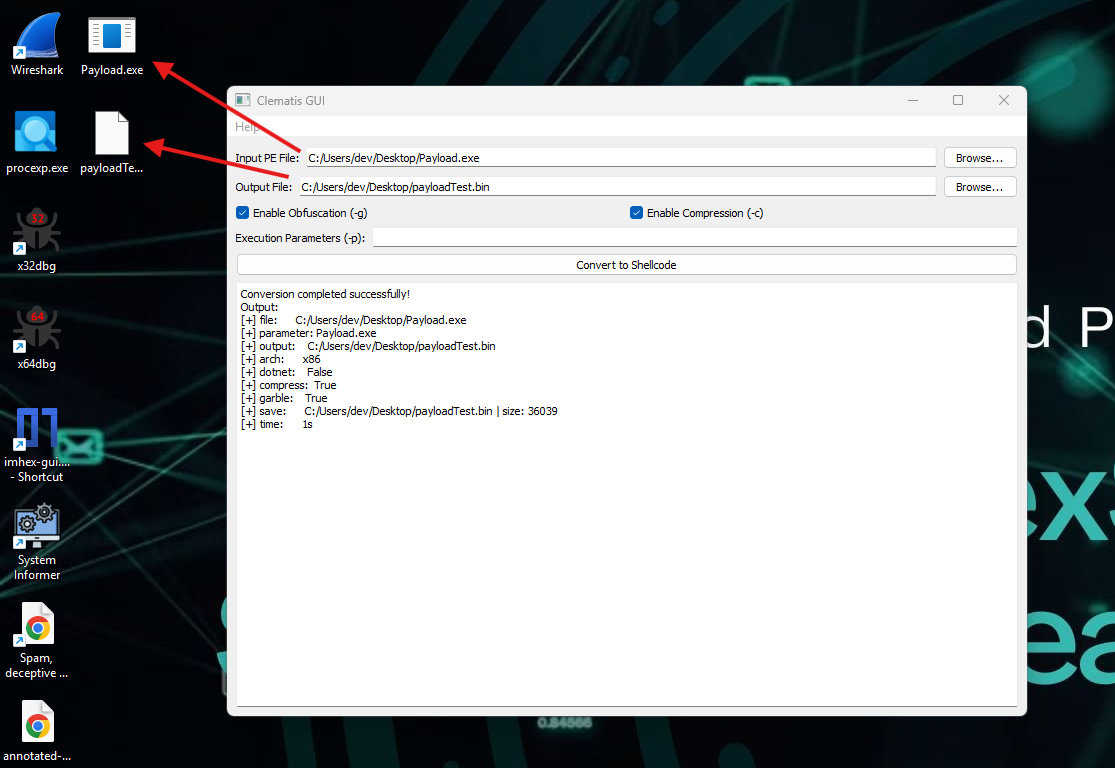 Wireshark
Payload.exe
procexp.exe
payloadTe...
32
x32dbg
64
x64dbg
imhex-gui....
- Shortcut
System
Informer
Spam,
deceptive ...
annotated-...
Clematis GUI
Help
Input PE File: C:/Users/dev/Desktop/Payload.exe Browse...
Output File: C:/Users/dev/Desktop/payloadTest.bin Browse...
Enable Obfuscation (-g) Enable Compression (-c)
Execution Parameters (-p):
Convert to Shellcode
Conversion completed successfully!
Output:
[+] file: C:/Users/dev/Desktop/Payload.exe
[+] parameter: Payload.exe
[+] output: C:/Users/dev/Desktop/payloadTest.bin
[+] arch: x86
[+] dotnet: False
[+] compress: True
[+] garble: True
[+] save: C:/Users/dev/Desktop/payloadTest.bin | size: 36039
[+] time: 1s
d P
ea